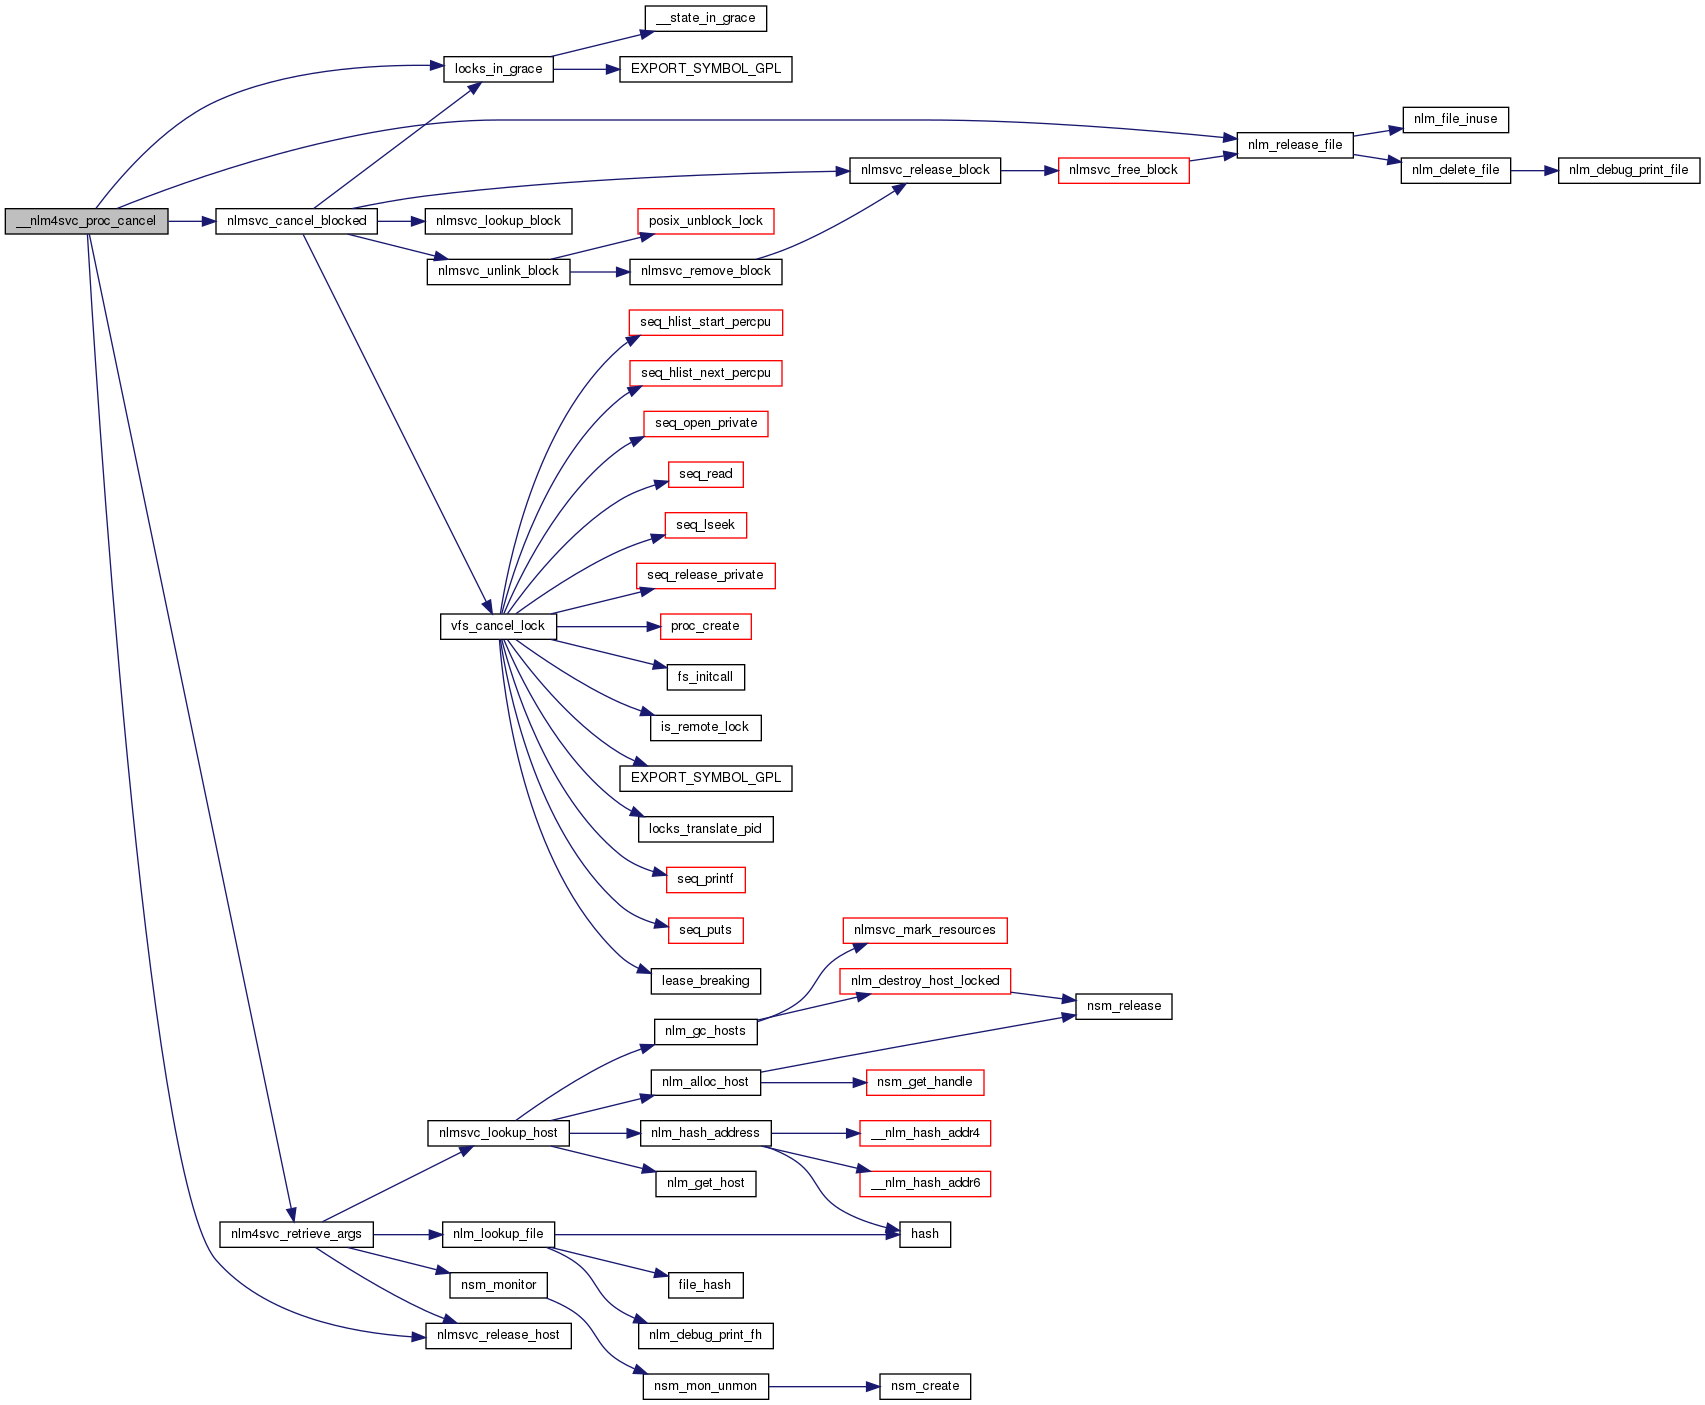 __state_in_grace
locks_in_grace
EXPORT_SYMBOL_GPL
nlm_file_inuse
nlm_release_file
nlmsvc_release_block
nlmsvc_free_block
nlm_delete_file
nlm_debug_print_file
__nlm4svc_proc_cancel
nlmsvc_cancel_blocked
nlmsvc_lookup_block
posix_unblock_lock
nlmsvc_unlink_block
nlmsvc_remove_block
seq_hlist_start_percpu
seq_hlist_next_percpu
seq_open_private
seq_read
seq_lseek
seq_release_private
vfs_cancel_lock
proc_create
fs_initcall
is_remote_lock
EXPORT_SYMBOL_GPL
locks_translate_pid
seq_printf
seq_puts
nlmsvc_mark_resources
lease_breaking
nlm_destroy_host_locked
nsm_release
nlm_gc_hosts
nlm_alloc_host
nsm_get_handle
nlmsvc_lookup_host
nlm_hash_address
__nlm_hash_addr4
nlm_get_host
__nlm_hash_addr6
nlm4svc_retrieve_args
nlm_lookup_file
hash
nsm_monitor
file_hash
nlmsvc_release_host
nlm_debug_print_fh
nsm_mon_unmon
nsm_create